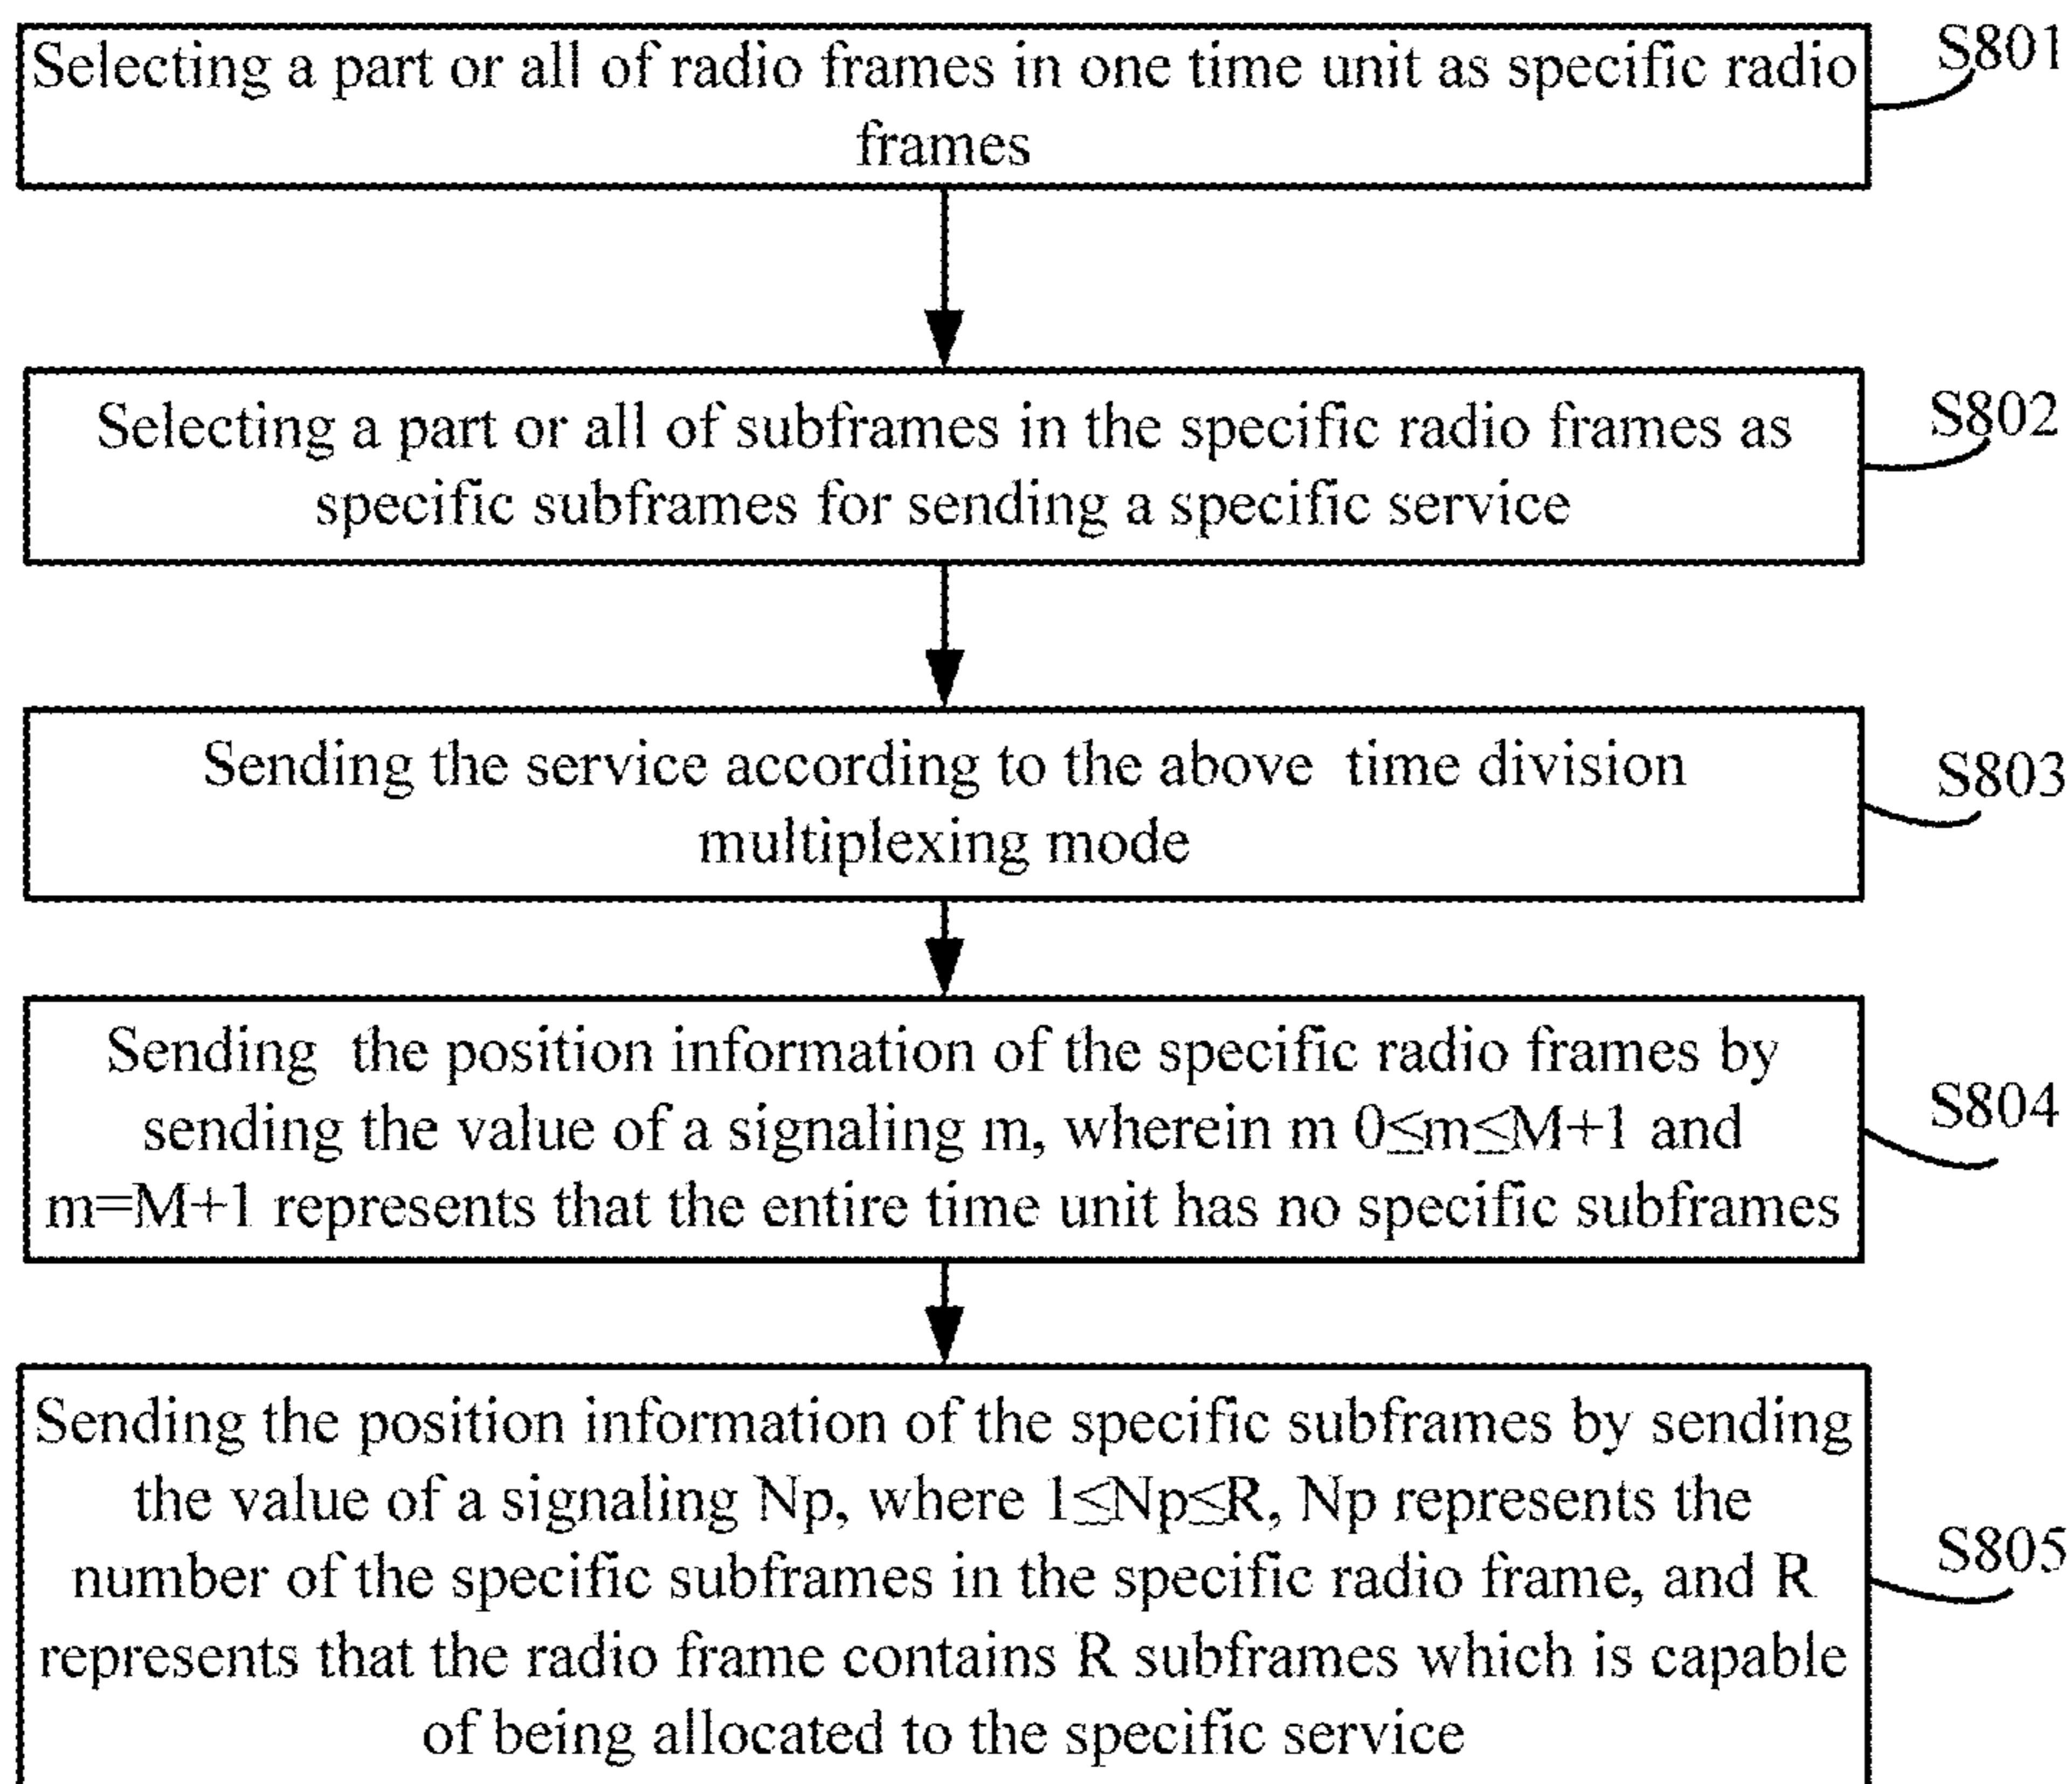 Selecting a part or all of radio frames in one time unit as specific radio
frames
S801
Selecting a part or all of subframes in the specific radio frames as
specific subframes for sending a specific service
S802
Sending the service according to the above time division
multiplexing mode
S803
Sending the position information of the specific radio frames by
sending the value of a signaling m, wherein m 0≤m≤M+1 and
m=M+1 represents that the entire time unit has no specific subframes
S804
Sending the position information of the specific subframes by sending
the value of a signaling Np, where 1≤Np≤R, Np represents the
number of the specific subframes in the specific radio frame, and R
represents that the radio frame contains R subframes which is capable
of being allocated to the specific service
S805